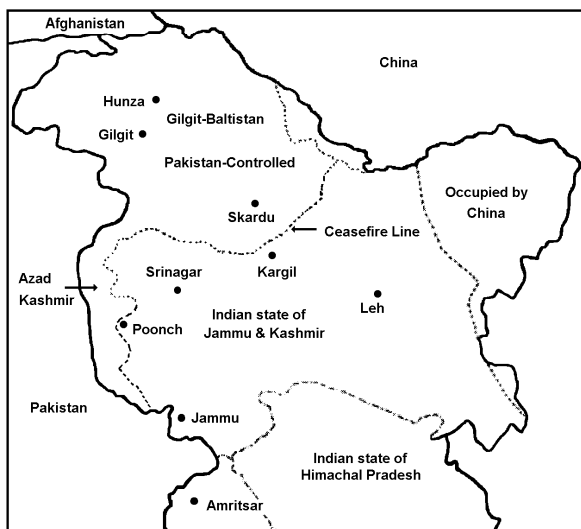 Afghanistan
China
Hunza
Gilgit-Baltistan
Gilgit
Pakistan-Controlled
Occupied by
China
Skardu
Ceasefire Line
Kargil
Azad
Kashmir
Srinagar
Leh
Indian state of
Jammu & Kashmir
Poonch
Pakistan
Jammu
Indian state of
Himachal Pradesh
Amritsar